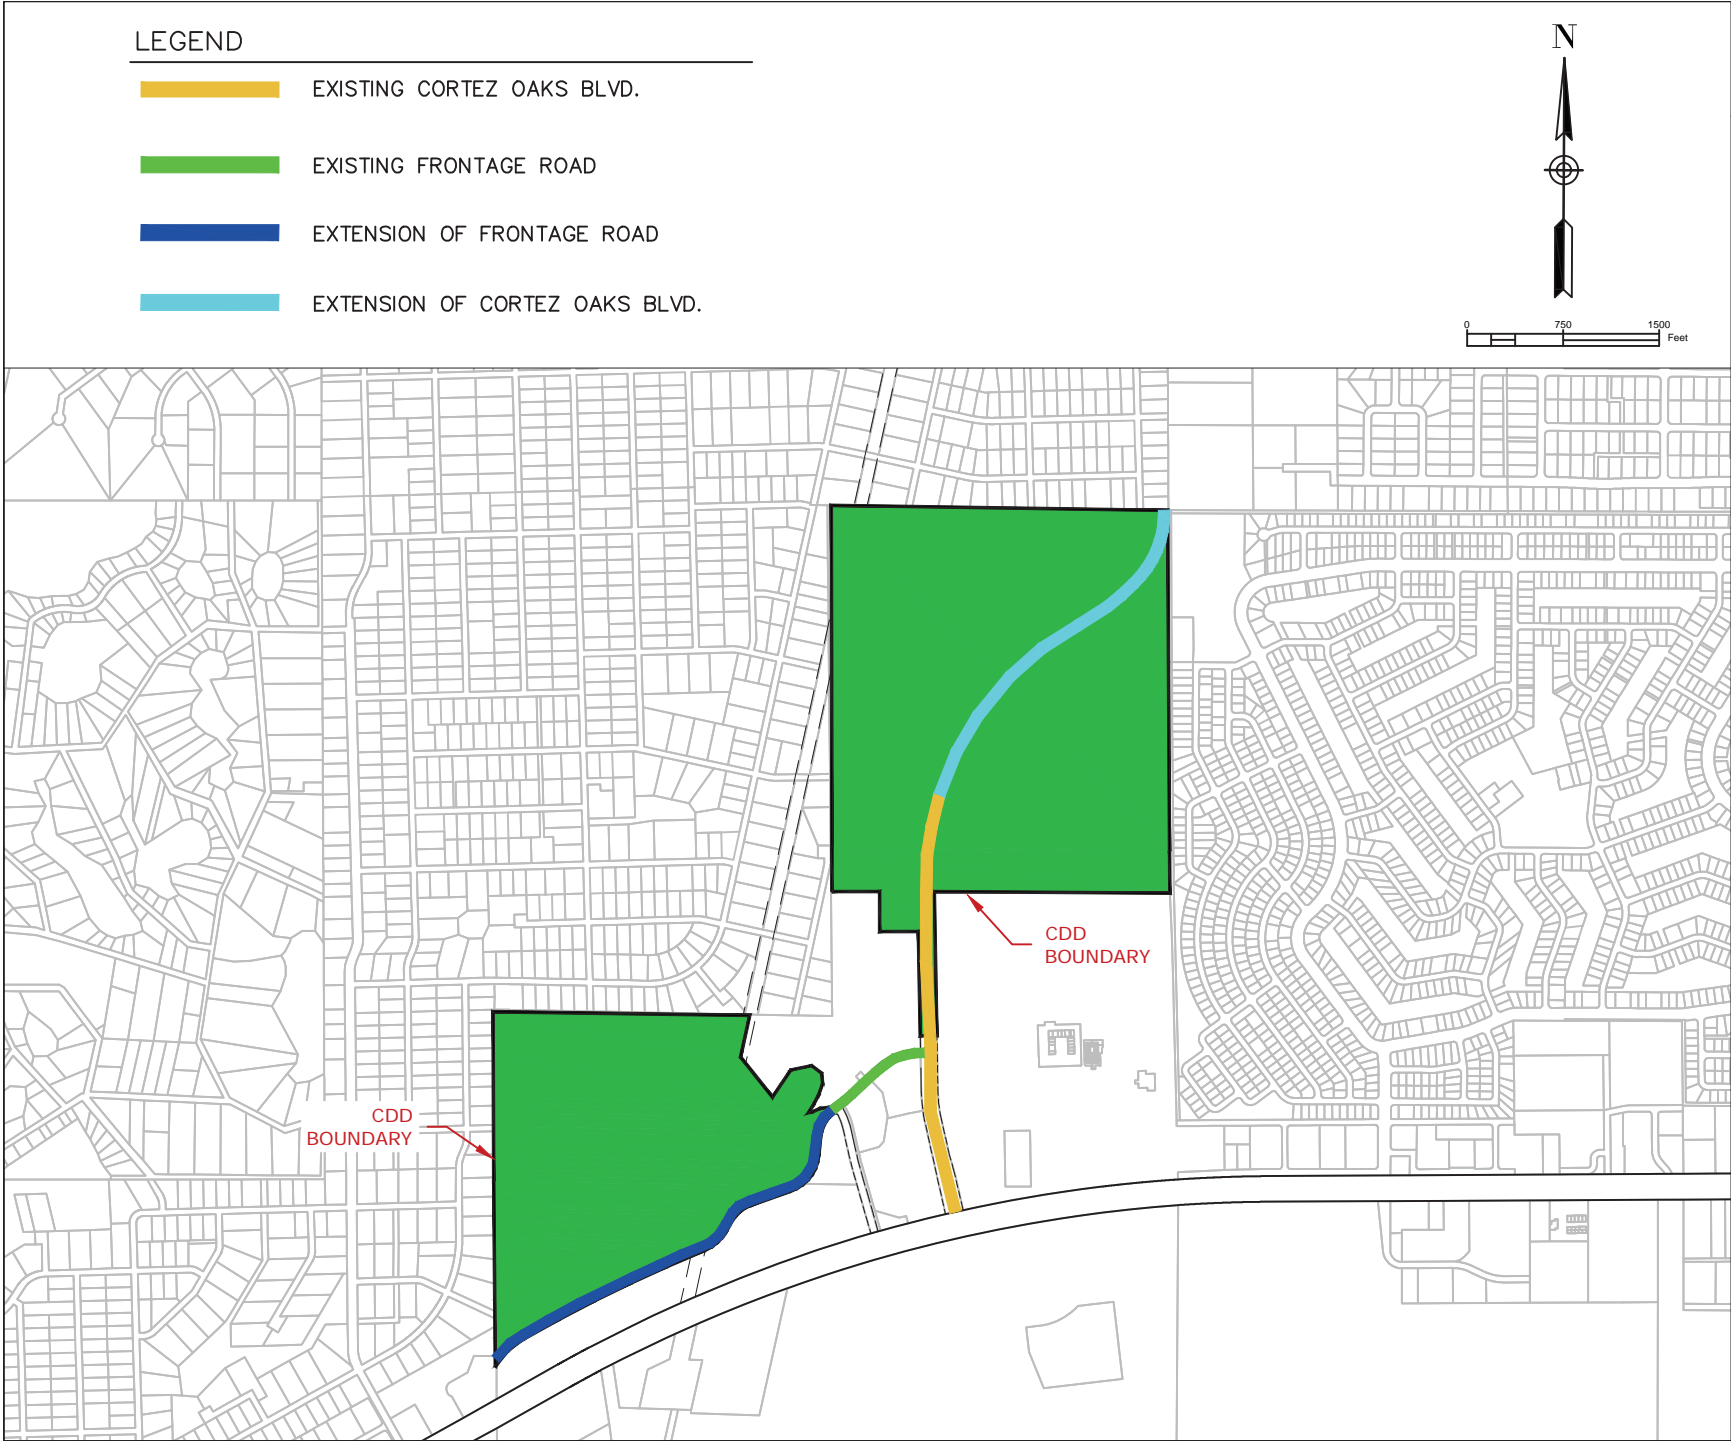 LEGEND
EXISTING CORTEZ OAKS BLVD.
EXISTING FRONTAGE ROAD
EXTENSION OF FRONTAGE ROAD
EXTENSION OF CORTEZ OAKS BLVD.
N
0 750 1500
Feet
CDD
BOUNDARY
CDD
BOUNDARY